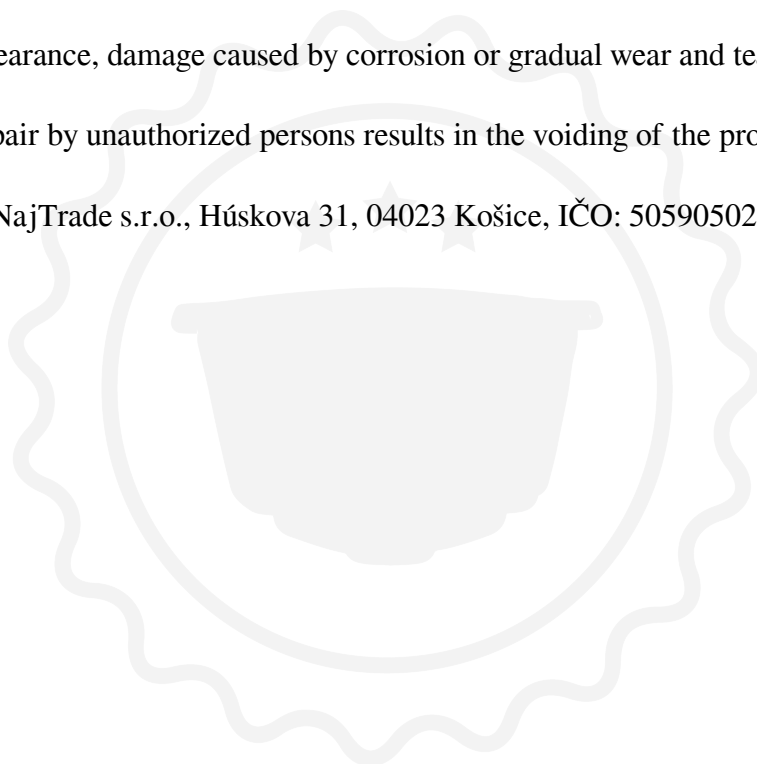 earance, damage caused by corrosion or gradual wear and tea
pair by unauthorized persons results in the voiding of the pro
NajTrade s.r.o., Húskova 31, 04023 Košice, IČO: 50590502